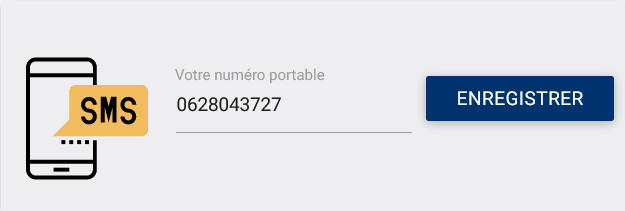 Votre numéro portable
SMS
0628043727
ENREGISTRER